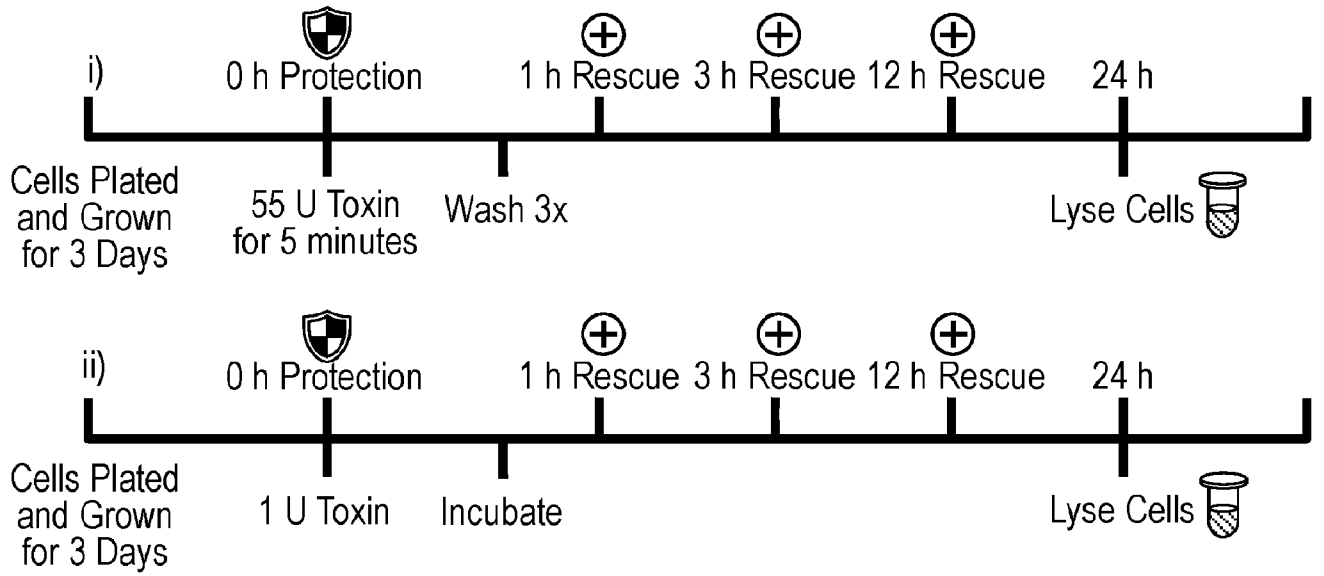 i)
0 h Protection
1 h Rescue 3 h Rescue 12 h Rescue
24 h
Cells Plated
and Grown
for 3 Days
55 U Toxin
for 5 minutes
Wash 3x
Lyse Cells
ii)
0 h Protection
1 h Rescue 3 h Rescue 12 h Rescue
24 h
Cells Plated
and Grown
for 3 Days
1 U Toxin
Incubate
Lyse Cells